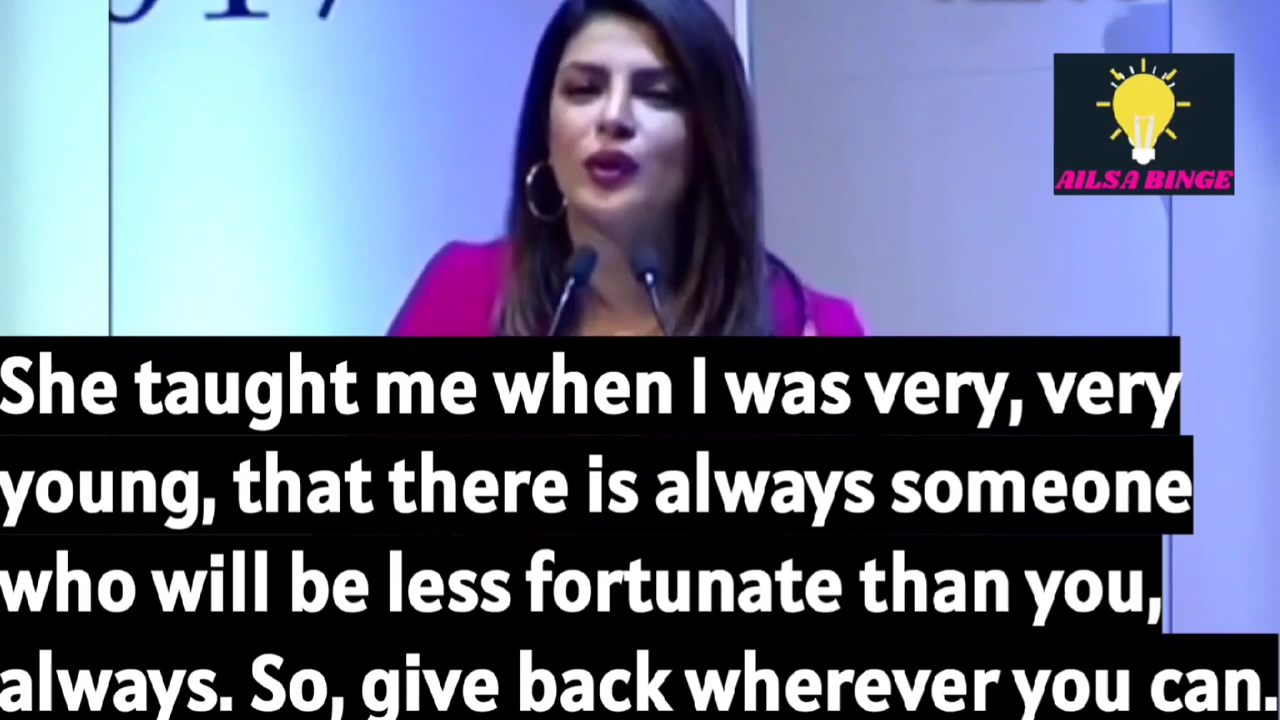 AILSA BINGE
She taught me when I was very, very
young, that there is always someone
who will be less fortunate than you,
always. So, give back wherever you can.